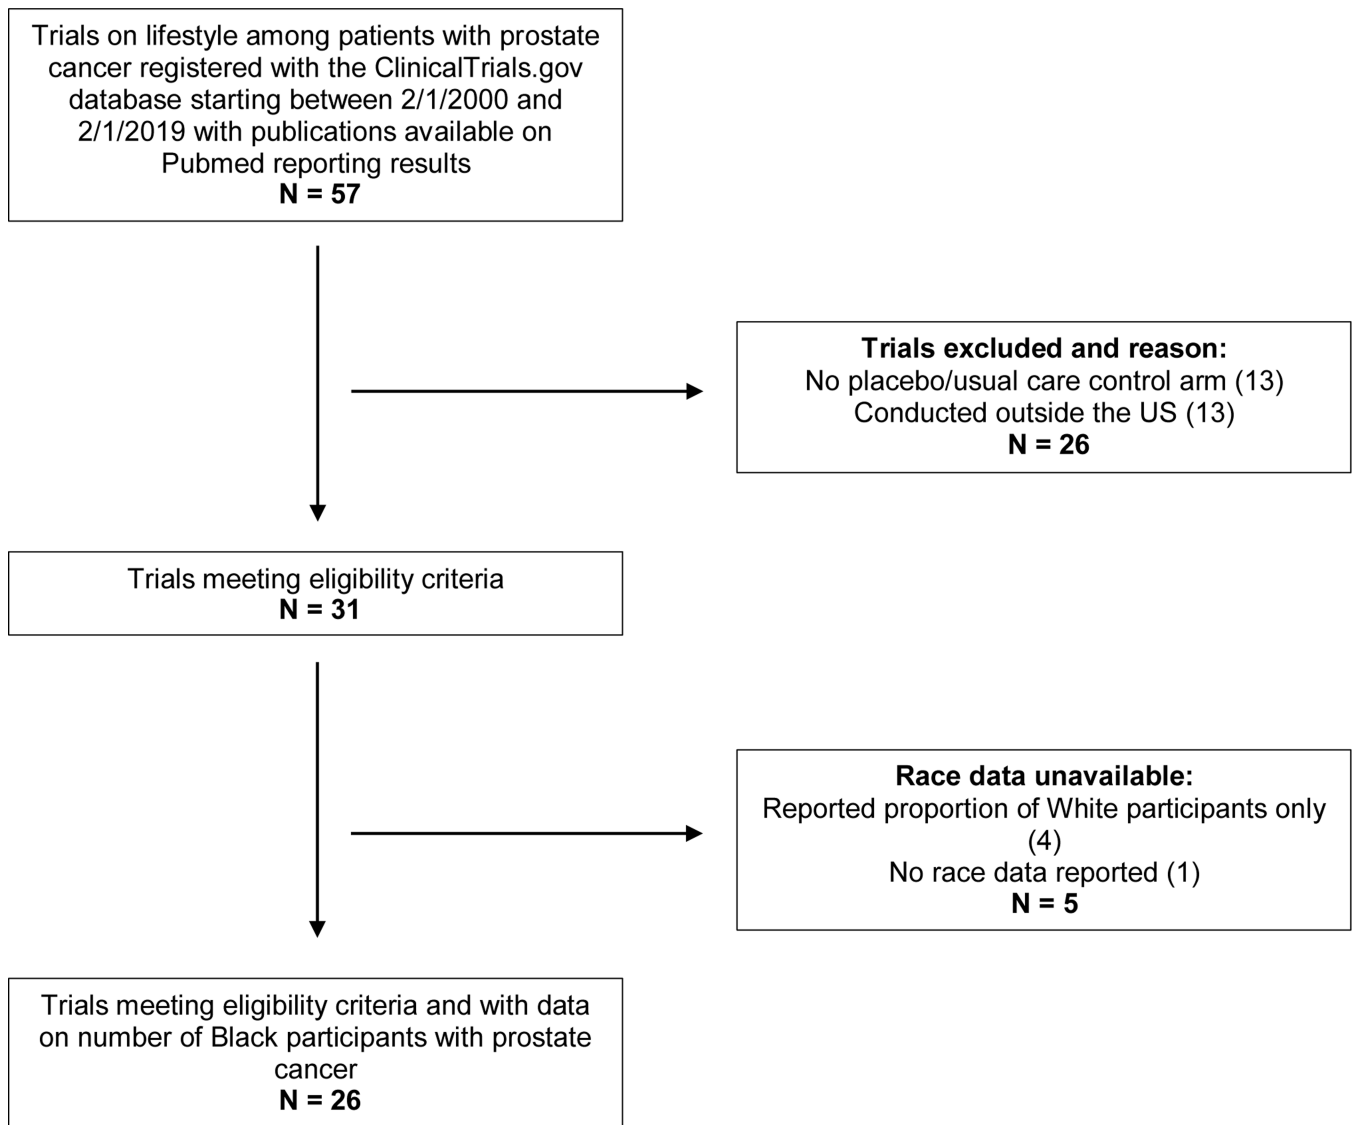 Trials on lifestyle among patients with prostate
cancer registered with the ClinicalTrials.gov
database starting between 2/1/2000 and
2/1/2019 with publications available on
Pubmed reporting results
N = 57
Trials excluded and reason:
No placebo/usual care control arm (13)
Conducted outside the US (13)
N = 26
Trials meeting eligibility criteria
N = 31
Race data unavailable:
Reported proportion of White participants only
(4)
No race data reported (1)
N = 5
Trials meeting eligibility criteria and with data
on number of Black participants with prostate
cancer
N = 26